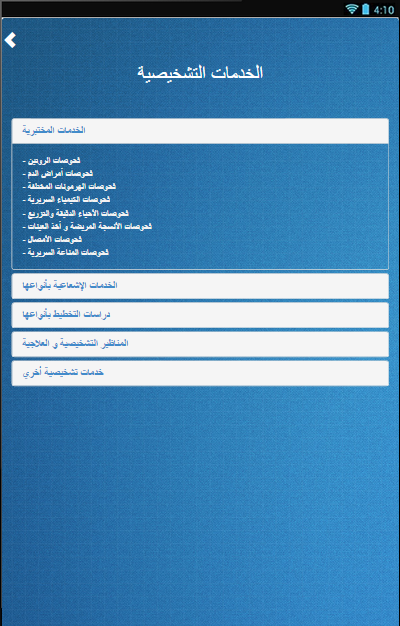 4:10
الخدمات التشخيصية
الخدمات المختبرية
- فحوصات الروتين
- فحوصات أمراض الدم
- فحوصات الهرمونات المختلفة
- فحوصات الكيمياء السريرية
- فحوصات الأحياء الدقيقة والتزريع
- فحوصات الأنسجة المريضة و أخذ العينات
- فحوصات الأمصال
- فحوصات المناعة السريرية
الخدمات الإشعاعية بأنواعها
دراسات التخطيط بأنواعها
المناظير التشخيصية و العلاجية
خدمات تشخيصية أخري